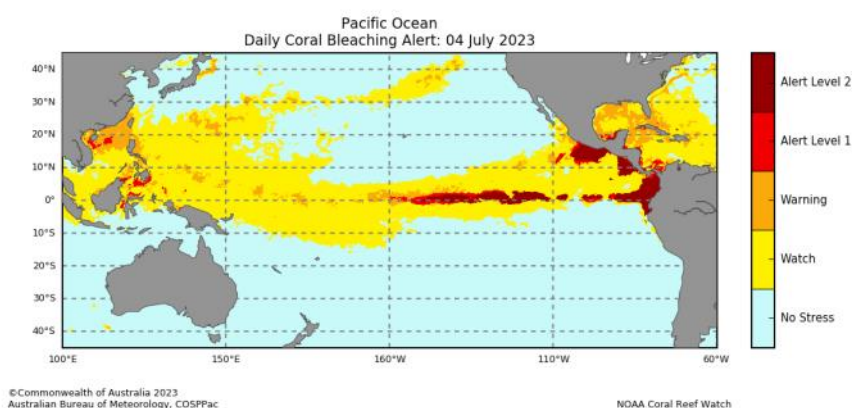 Pacific Ocean
Daily Coral Bleaching Alert: 04 July 2023
40°N
30°N
20°N
10°N
0°
10°S
20°S
30°S
40°S
100°E
150°E
160°W
110°W
60°W
Alert Level 2
Alert Level 1
Warning
Watch
No Stress
©Commonwealth of Australia 2023
Australian Bureau of Meteorology, COSPPac
NOAA Coral Reef Watch